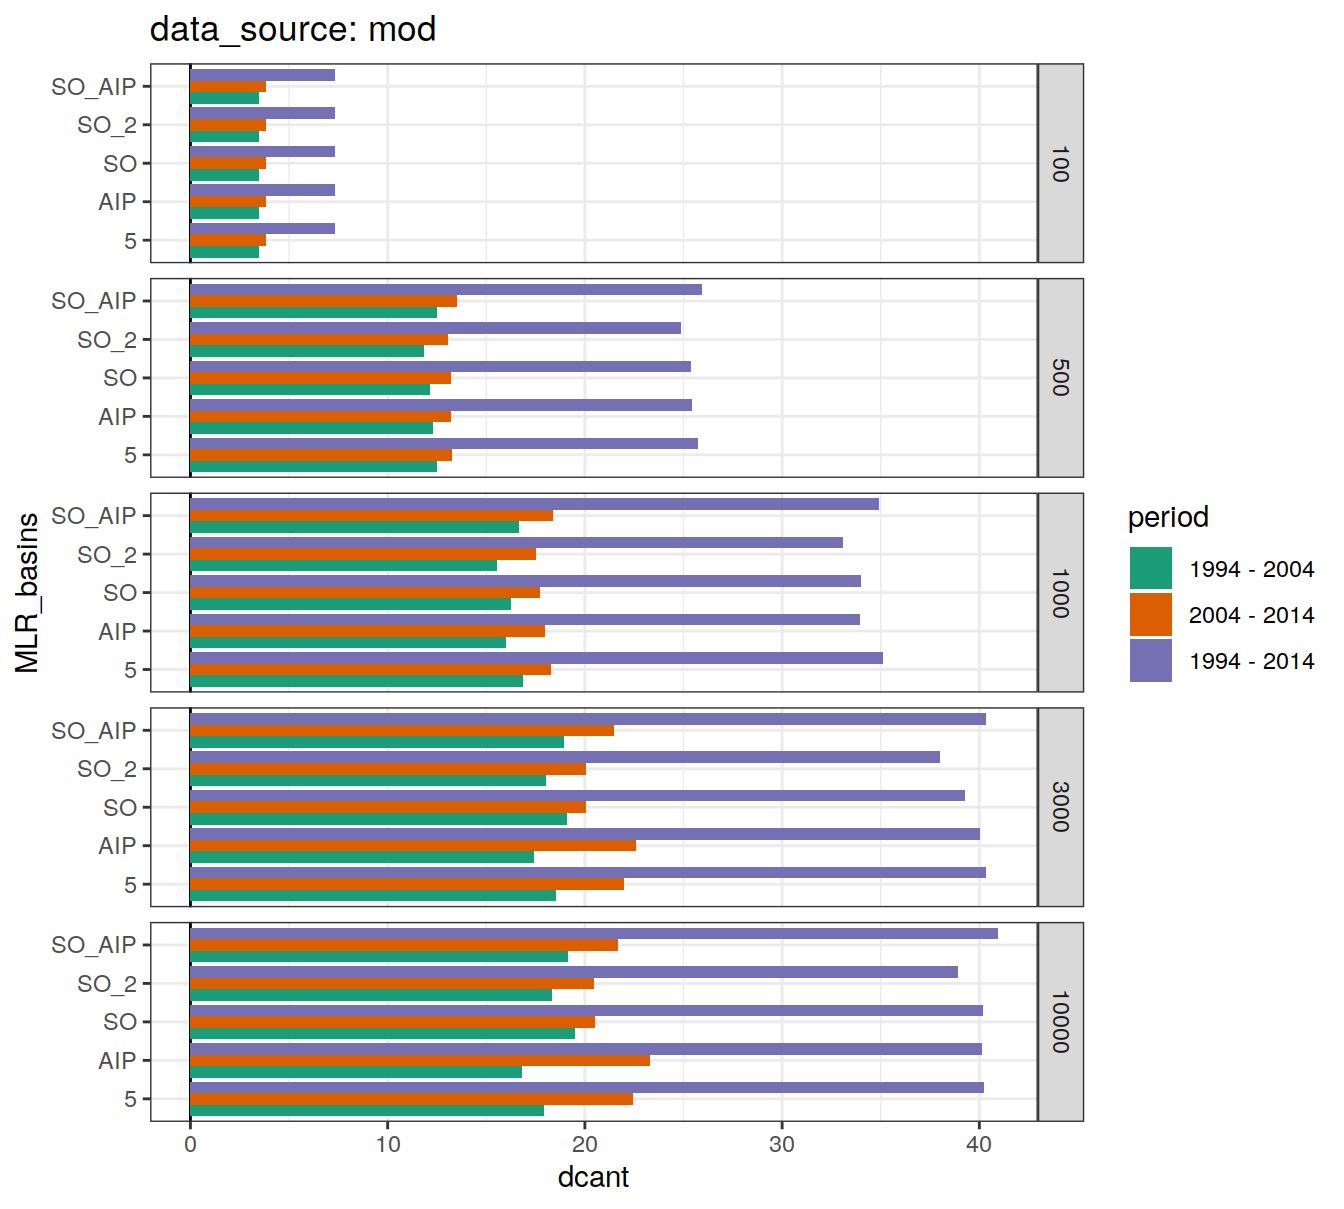 data_source: mod
SO_AIP
SO_2
SO
AIP
5
100
SO_AIP
SO_2
SO
AIP
5
500
SO_AIP
SO_2
SO
AIP
5
1000
SO_AIP
SO_2
SO
AIP
5
3000
SO_AIP
SO_2
SO
AIP
5
10000
MLR_basins
0 10 20 30 40
dcant
period
1994 - 2004
2004 - 2014
1994 - 2014